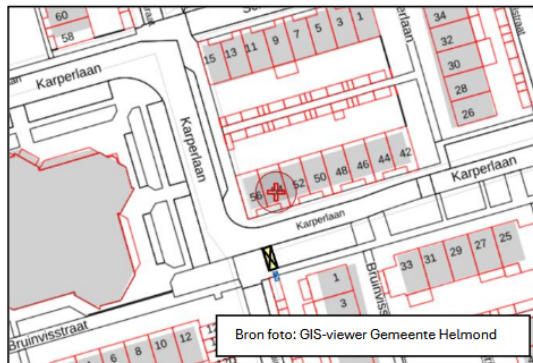 60
58
Karperlaan
15 13 11 9 7 5 3 1
34
32
30
28
26
Karperlaan
56 52 50 48 46 44 42
Karperlaan
Karperlaan
33 31 29 27 25
1
3
Bruinvisstraat
6 8 10 12
Bron foto: GIS-viewer Gemeente Helmond